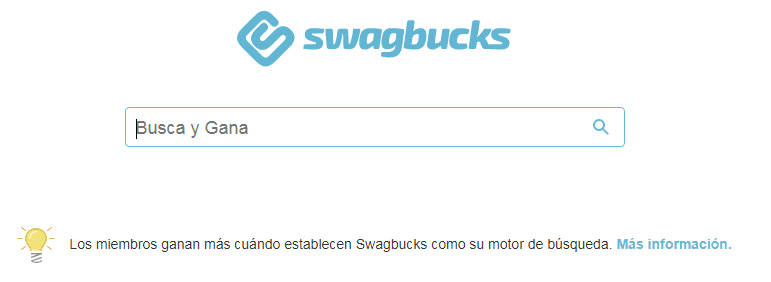 swagbucks
Busca y Gana
Los miembros ganan más cuándo establecen Swagbucks como su motor de búsqueda. Más información.